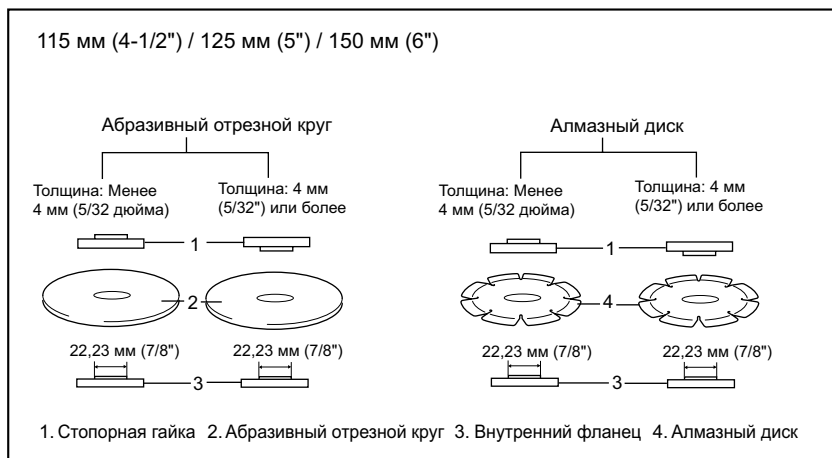 115 мм (4-1/2") / 125 мм (5") / 150 мм (6")
Абразивный отрезной круг
Толщина: Менее
4 мм (5/32 дюйма)
Толщина: 4 мм
(5/32") или более
1
2
22,23 мм (7/8")
22,23 мм (7/8")
3
Алмазный диск
Толщина: Менее
4 мм (5/32 дюйма)
Толщина: 4 мм
(5/32") или более
1
4
22,23 мм (7/8")
22,23 мм (7/8")
3
1. Стопорная гайка 2. Абразивный отрезной круг 3. Внутренний фланец 4. Алмазный диск